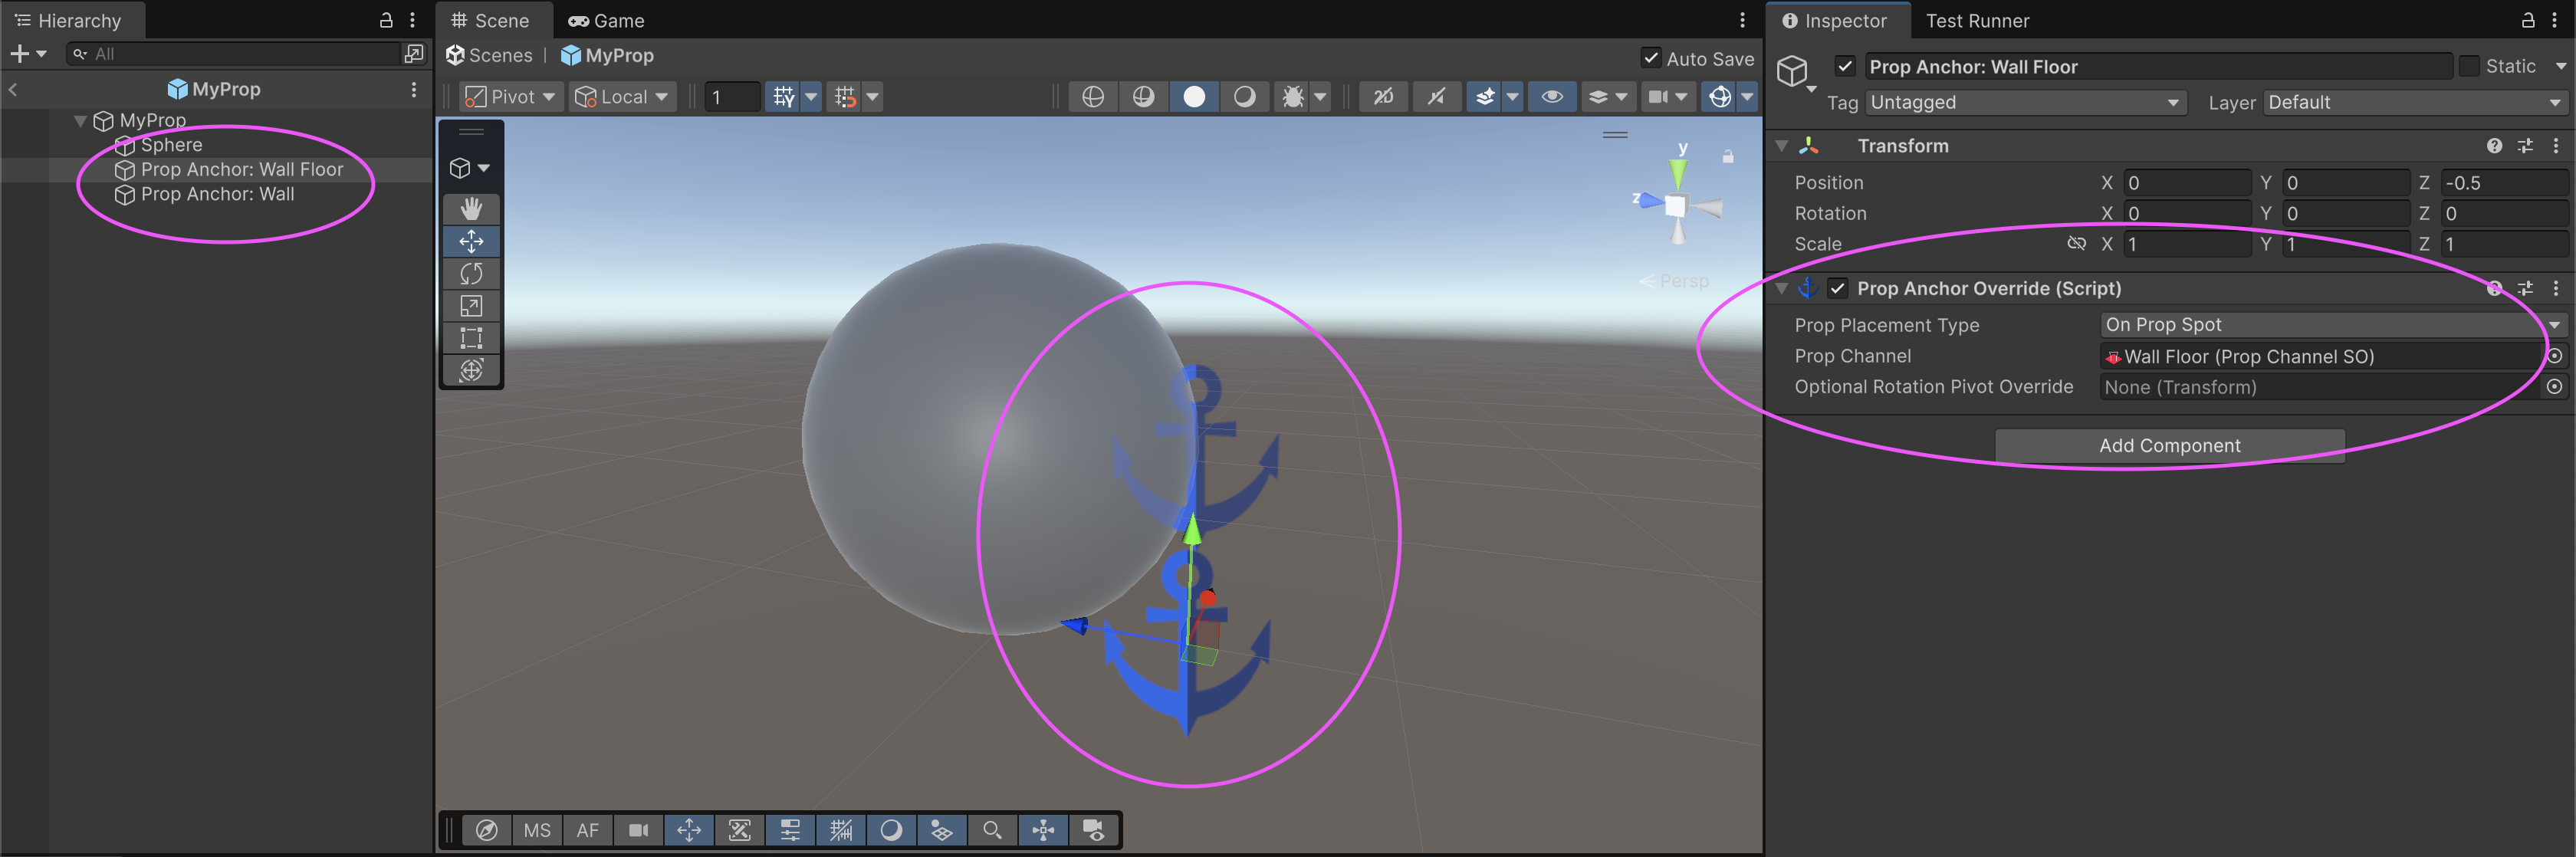 Hierarchy
All
MyProp
MyProp
Sphere
Prop Anchor: Wall Floor
Prop Anchor: Wall
Scene Game
Scenes | MyProp
Auto Save
Pivot Local 1 2D
y
z
Persp
MS AF
Inspector Test Runner
Prop Anchor: Wall Floor Static
Tag Untagged Layer Default
Transform
Position X 0 Y 0 Z -0.5
Rotation X 0 Y 0 Z 0
Scale X 1 Y 1 Z 1
Prop Anchor Override (Script)
Prop Placement Type On Prop Spot
Prop Channel Wall Floor (Prop Channel SO)
Optional Rotation Pivot Override None (Transform)
Add Component